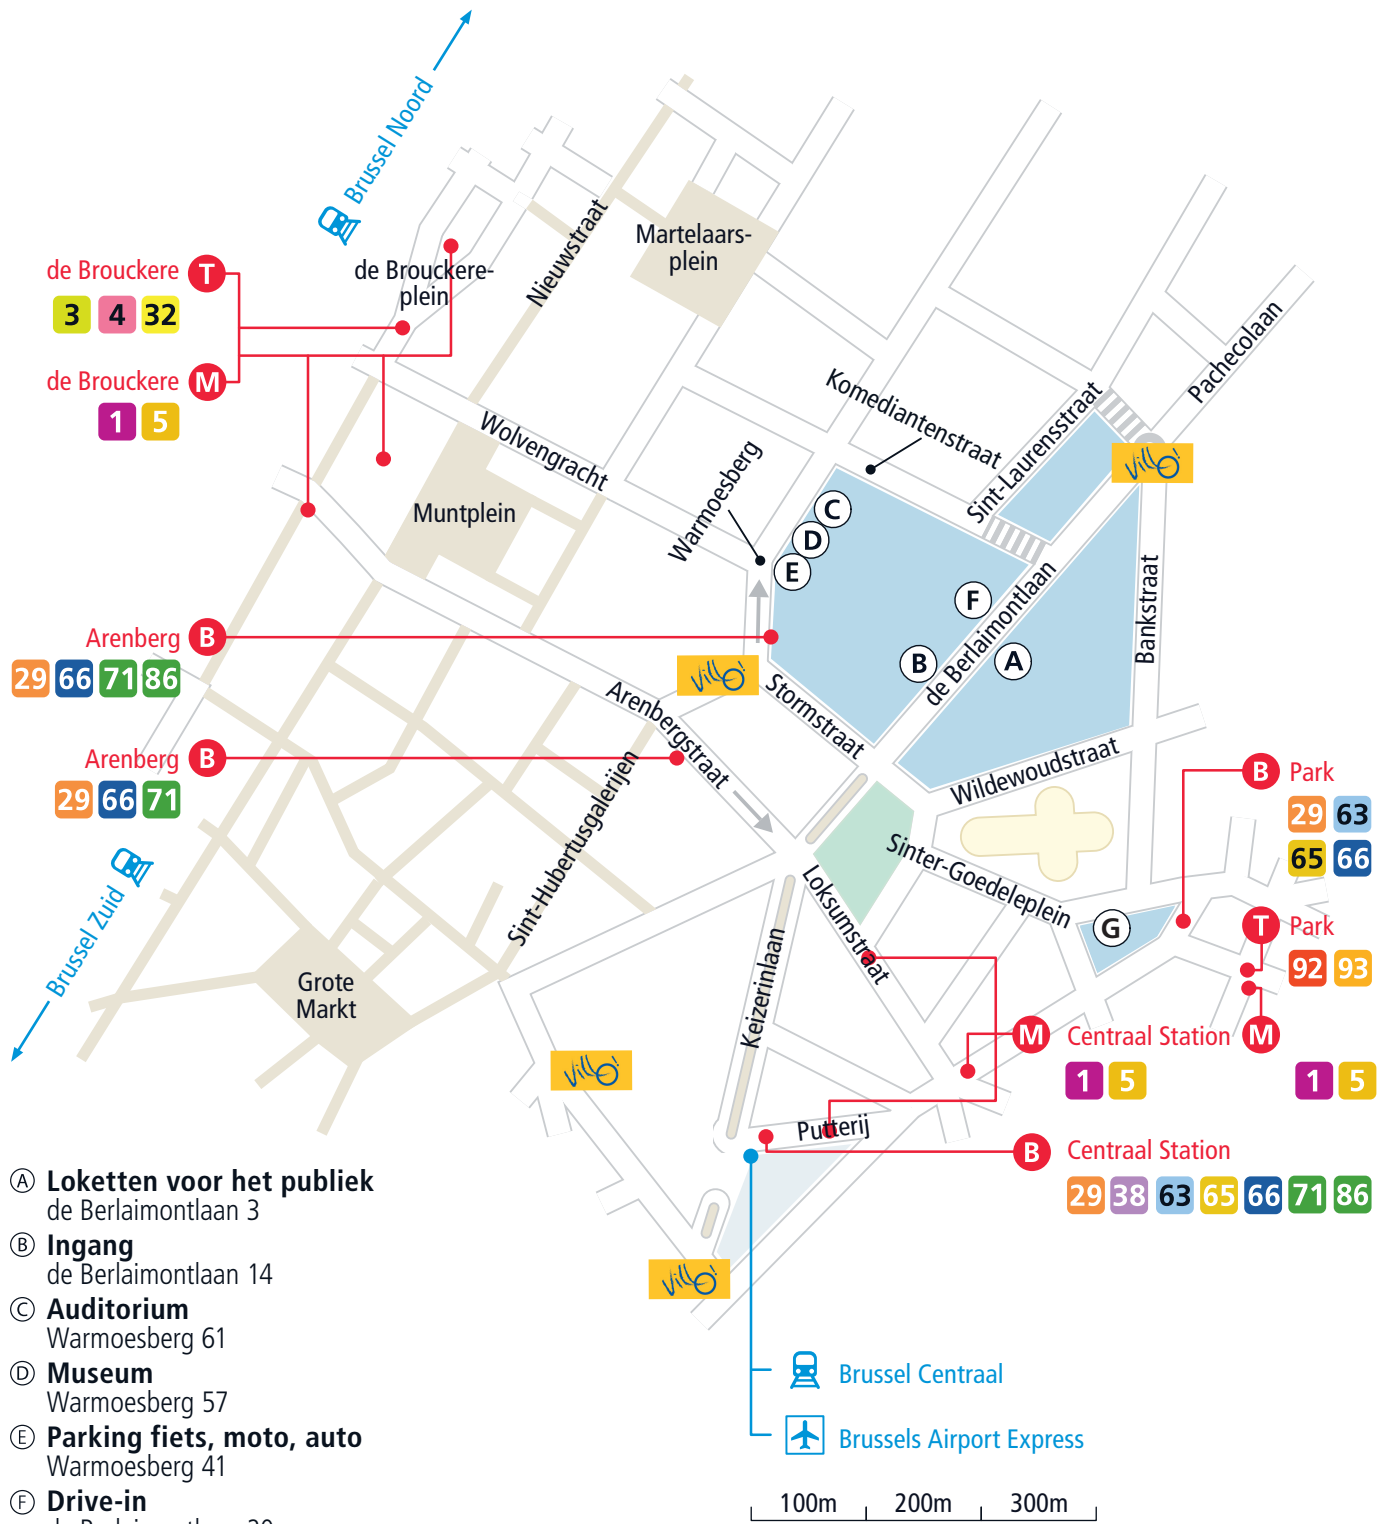 Brussel Noord
Nieuwstraat
Martelaars-
plein
de Brouckere T
3 4 32
de Brouckere-
plein
de Brouckere M
1 5
Pachecolaan
Komediantenstraat
Sint-Laurensstraat
Villo!
Wolvengracht
Warmoesberg
Muntplein
C
D
E
F
B
A
de Berlaimontlaan
Bankstraat
Arenberg B
29 66 71 86
Villo!
Stormstraat
Arenbergstraat
Arenberg B
29 66 71
Wildewoudstraat
B Park
29 63
65 66
Sint-Hubertusgalerijen
Sinter-Goedeleplein
Loksumstraat
G
T Park
92 93
Brussel Zuid
Grote
Markt
Keizerinlaan
M Centraal Station M
1 5
1 5
Villo!
Putterij
B Centraal Station
29 38 63 65 66 71 86
Villo!
A Loketten voor het publiek
de Berlaimontlaan 3
B Ingang
de Berlaimontlaan 14
C Auditorium
Warmoesberg 61
D Museum
Warmoesberg 57
E Parking fiets, moto, auto
Warmoesberg 41
F Drive-in
Brussel Centraal
Brussels Airport Express
100m 200m 300m